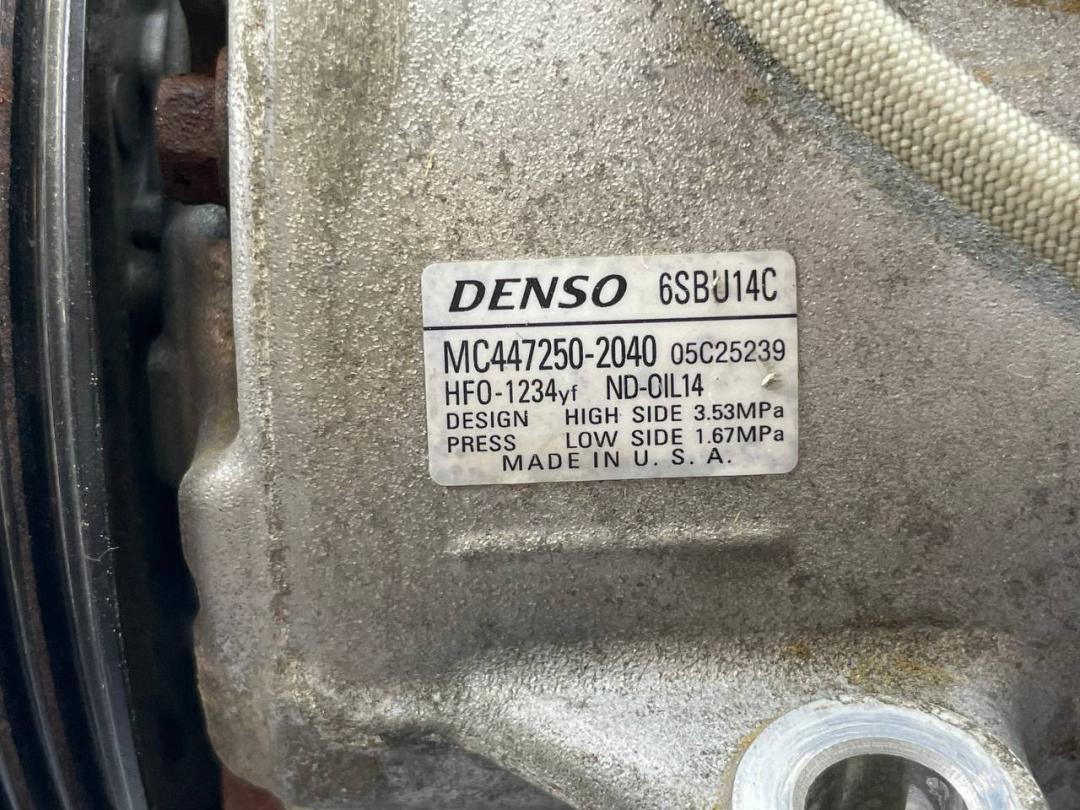 DENSO 6SBU14C
MC447250-2040 05C25239
HFO-1234yf ND-OIL14
DESIGN HIGH SIDE 3.53MPa
PRESS LOW SIDE 1.67MPa
MADE IN U. S. A.